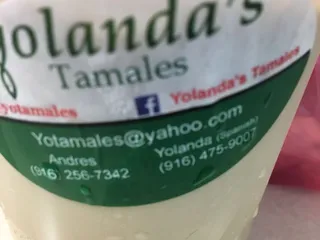 Yolanda's
Tamales
/yotamales f Yolanda's Tamales
Yotamales@yahoo.com
Andres Yolanda (Spanish)
(916) 256-7342 (916) 475-9007